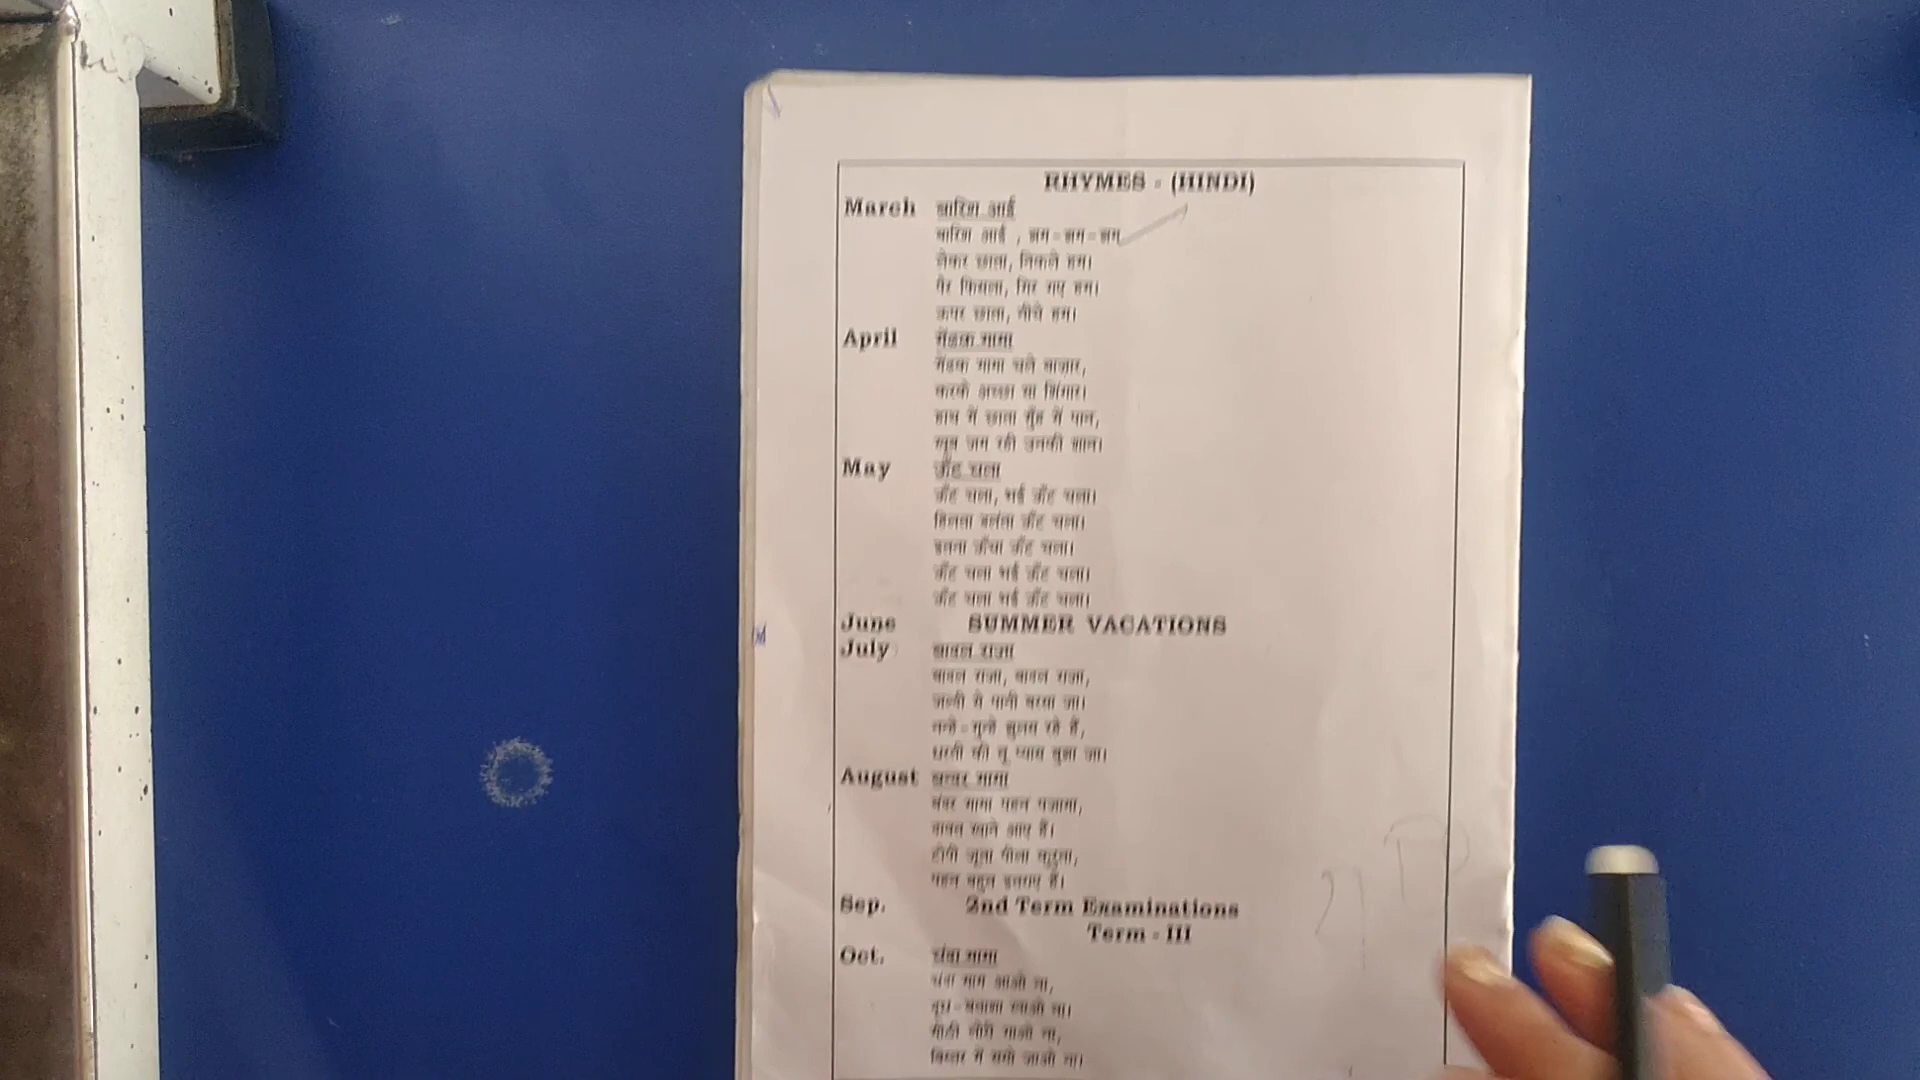 RHYMES - (HINDI)
March बारिश आई
बारिश आई , छम-छम-छम
लेकर छाता, निकले हम।
पैर फिसला, गिर गए हम।
ऊपर छाता, नीचे हम।
April मेंढक मामा
मेंढक मामा चले बाज़ार,
करके अच्छा सा
हाथ में छाता मुँह में पान,
खूब जम रही उनकी शान।
May ऊँट चला
ऊँट चला, भई ऊँट चला।
हिलता ऊँट चला।
इतना ऊँचा ऊँट चला।
ऊँट चला भई ऊँट चला।
ऊँट चला भई ऊँट चला।
June SUMMER VACATIONS
July बादल राजा
बादल राजा, बादल राजा,
जल्दी से पानी बरसा जा।
नन्हे-मुन्ने झुलस रहे हैं,
धरती की तू प्यास बुझा जा।
August बन्दर मामा
बंदर मामा पहन पजामा,
दावत खाने आए हैं।
टोपी जूता पीला कुरता,
पहन बहुत इतराए हैं।
Sep. 2nd Term Examinations
Term - III
Oct. चंदा मामा
चंदा मामा आओ ना,
दूध-बताशा खाओ ना।
मीठी लोरी गाओ ना,
बिस्तर में सो जाओ ना।